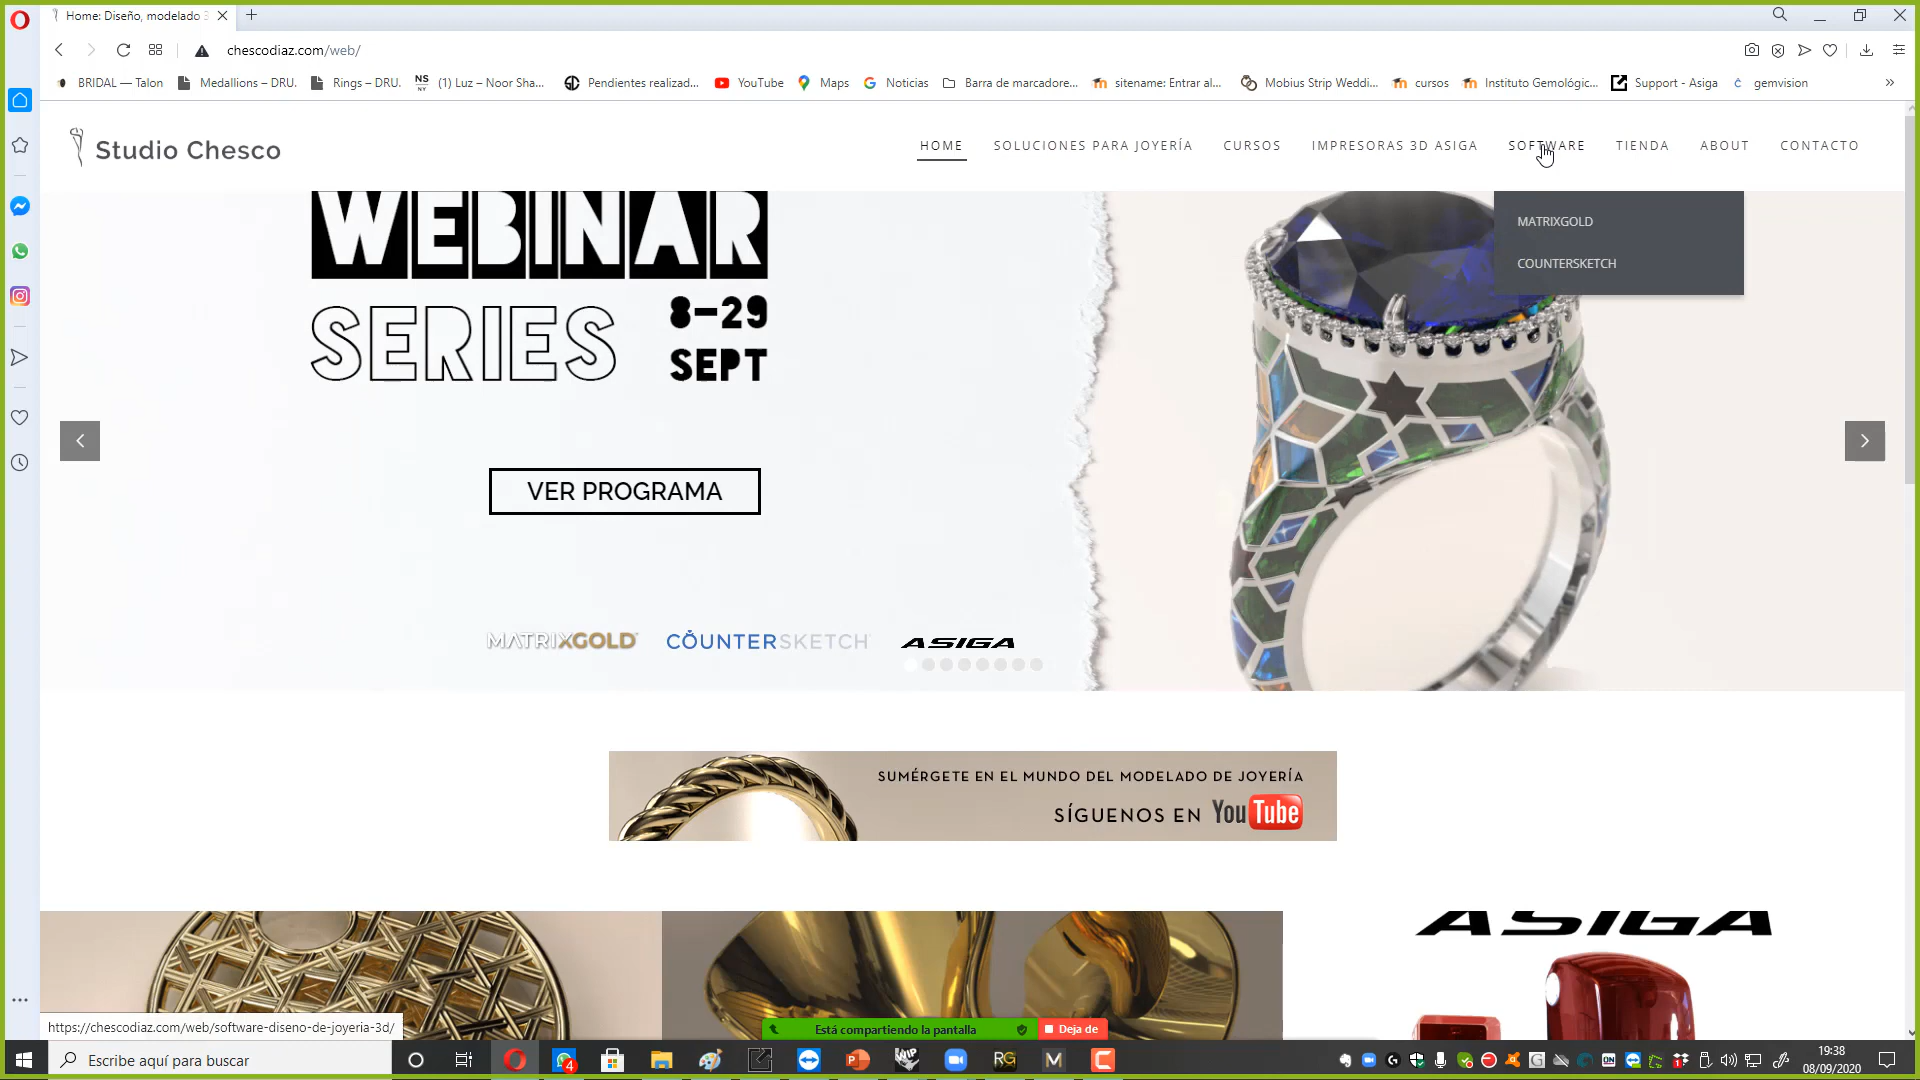 Home: Diseño, modelado
chescodiaz.com/web/
BRIDAL — Talon
Medallions – DRU.
Rings – DRU.
NS
NY
(1) Luz – Noor Sha...
Pendientes realizad...
YouTube
Maps
Noticias
Barra de marcadore...
sitename: Entrar al...
Mobius Strip Weddi...
cursos
Instituto Gemológic...
Support - Asiga
gemvision
Studio Chesco
HOME
SOLUCIONES PARA JOYERÍA
CURSOS
IMPRESORAS 3D ASIGA
SOFTWARE
TIENDA
ABOUT
CONTACTO
MATRIXGOLD
COUNTERSKETCH
WEBINAR
SERIES
8-29
SEPT
VER PROGRAMA
MATRIXGOLD
COUNTERSKETCH
ASIGA
SUMÉRGETE EN EL MUNDO DEL MODELADO DE JOYERÍA
SÍGUENOS EN YouTube
ASIGA
https://chescodiaz.com/web/software-diseno-de-joyeria-3d/
Está compartiendo la pantalla
Deja de
Escribe aquí para buscar
4
RG
19:38
08/09/2020